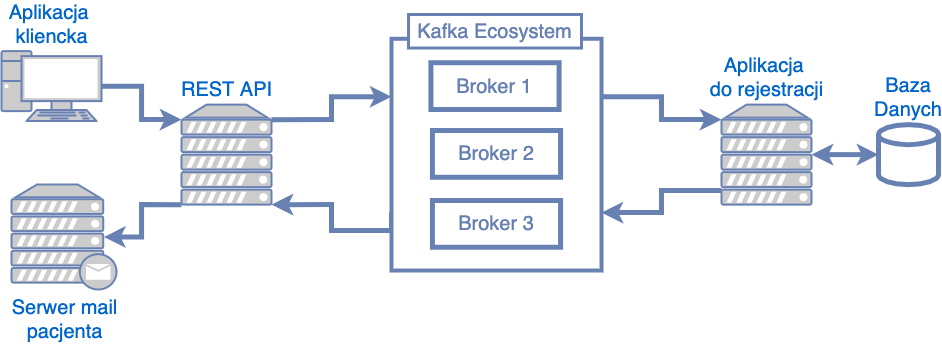 Aplikacja
kliencka
REST API
Kafka Ecosystem
Broker 1
Broker 2
Broker 3
Aplikacja
do rejestracji
Baza
Danych
Serwer mail
pacjenta